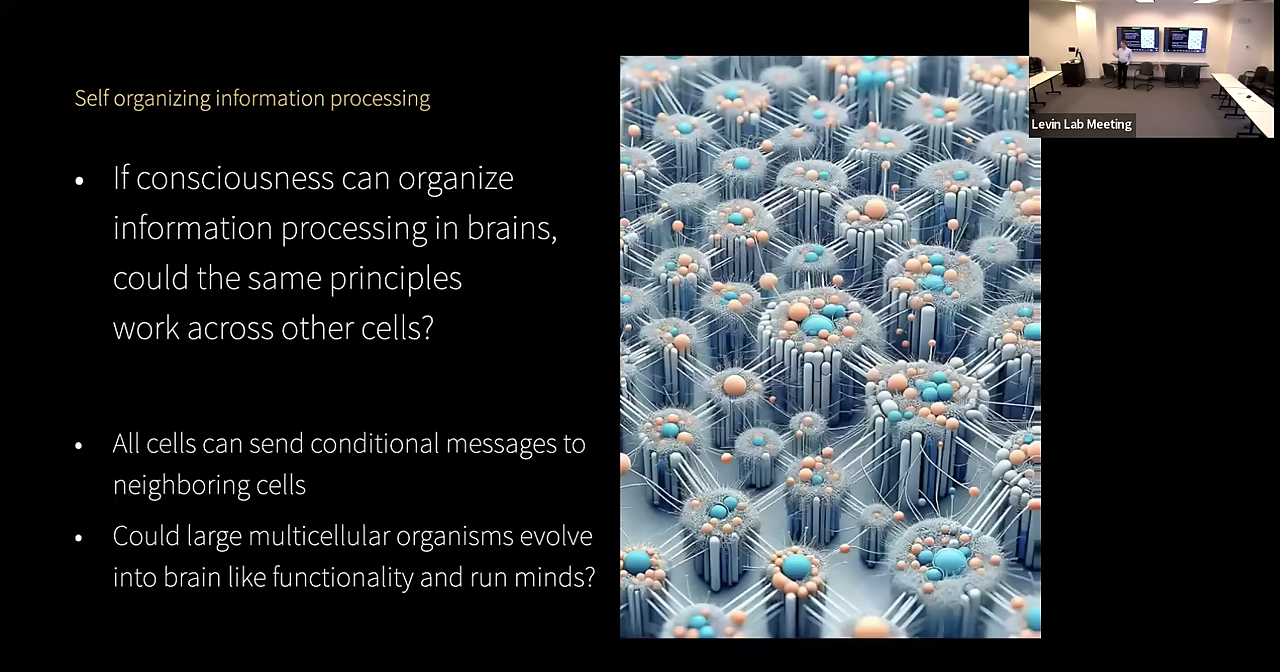 Self organizing information processing
• If consciousness can organize
information processing in brains,
could the same principles
work across other cells?
• All cells can send conditional messages to
neighboring cells
• Could large multicellular organisms evolve
into brain like functionality and run minds?
Levin Lab Meeting